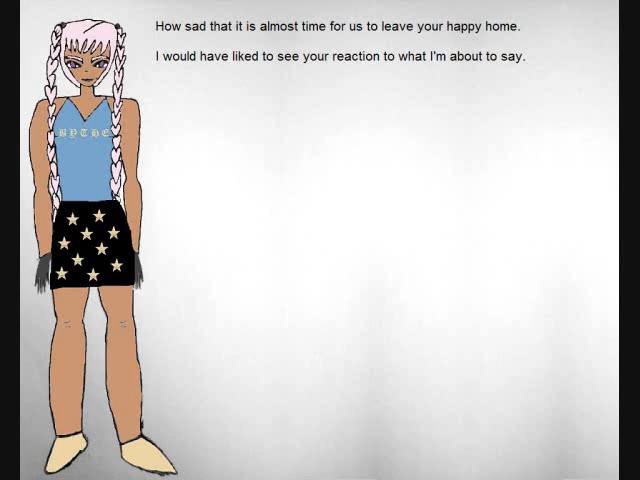 How sad that it is almost time for us to leave your happy home.
I would have liked to see your reaction to what I'm about to say.
BYTHE